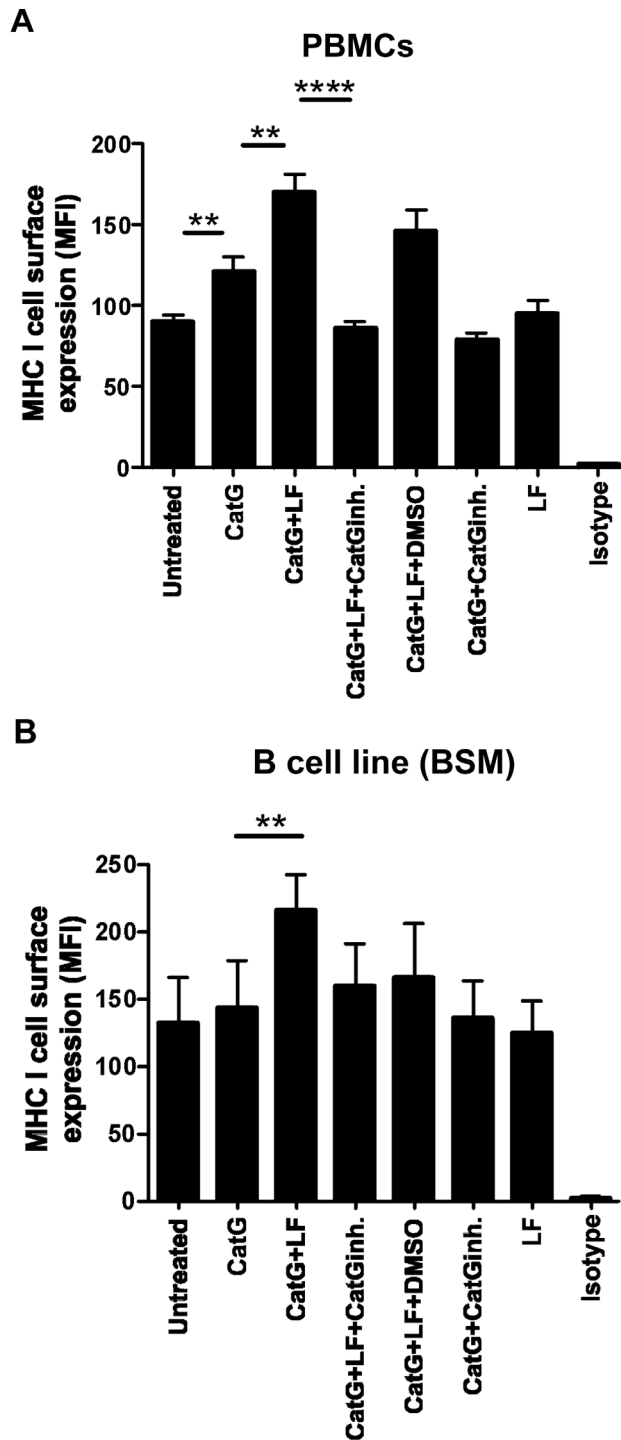 A
PBMCs
****
**
**
MHC I cell surface
expression (MFI)
200
150
100
50
0
Untreated
CatG
CatG+LF
CatG+LF+CatGinh.
CatG+LF+DMSO
CatG+CatGinh.
LF
Isotype
B
B cell line (BSM)
**
MHC I cell surface
expression (MFI)
250
200
150
100
50
0
Untreated
CatG
CatG+LF
CatG+LF+CatGinh.
CatG+LF+DMSO
CatG+CatGinh.
LF
Isotype